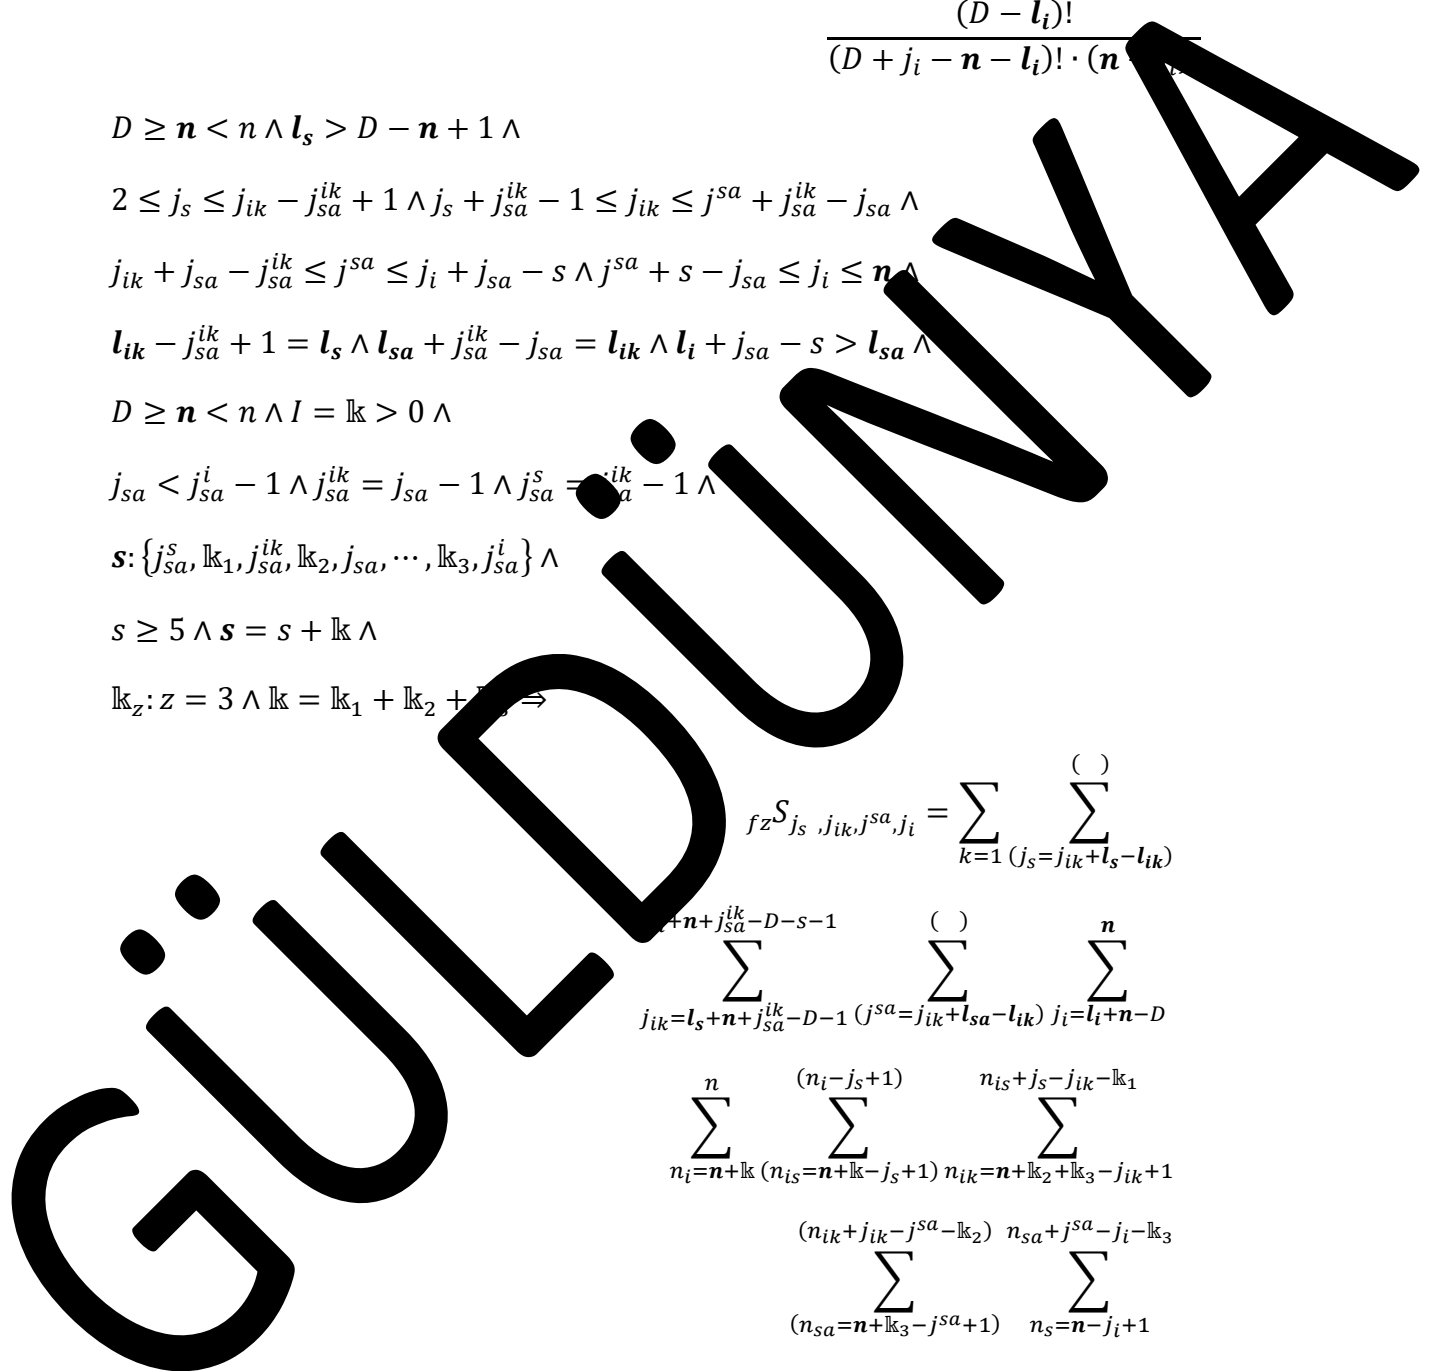 (D − l_i)!
(D + j_i − n − l_i)! · (n
D ≥ n < n ∧ l_s > D − n + 1 ∧
2 ≤ j_s ≤ j_ik − j_sa^ik + 1 ∧ j_s + j_sa^ik − 1 ≤ j_ik ≤ j^sa + j_sa^ik − j_sa ∧
j_ik + j_sa − j_sa^ik ≤ j^sa ≤ j_i + j_sa − s ∧ j^sa + s − j_sa ≤ j_i ≤ n ∧
l_ik − j_sa^ik + 1 = l_s ∧ l_sa + j_sa^ik − j_sa = l_ik ∧ l_i + j_sa − s > l_sa ∧
D ≥ n < n ∧ I = 𝕜 > 0 ∧
j_sa < j_sa^i − 1 ∧ j_sa^ik = j_sa − 1 ∧ j_sa^s = − 1 ∧
s: {j_sa^s, 𝕜_1, j_sa^ik, 𝕜_2, j_sa, ⋯ , 𝕜_3, j_sa^i} ∧
s ≥ 5 ∧ s = s + 𝕜 ∧
𝕜_z: z = 3 ∧ 𝕜 = 𝕜_1 + 𝕜_2 + ⇒
( )
fz S j_s ,j_ik,j^sa,j_i = ∑ ∑
k=1 (j_s=j_ik+l_s−l_ik)
+n+j_sa^ik−D−s−1 ( ) n
∑ ∑ ∑
j_ik=l_s+n+j_sa^ik−D−1 (j^sa=j_ik+l_sa−l_ik) j_i=l_i+n−D
n (n_i−j_s+1) n_is+j_s−j_ik−𝕜_1
∑ ∑ ∑
n_i=n+𝕜 (n_is=n+𝕜−j_s+1) n_ik=n+𝕜_2+𝕜_3−j_ik+1
(n_ik+j_ik−j^sa−𝕜_2) n_sa+j^sa−j_i−𝕜_3
∑ ∑
(n_sa=n+𝕜_3−j^sa+1) n_s=n−j_i+1
GÜLDÜNYA